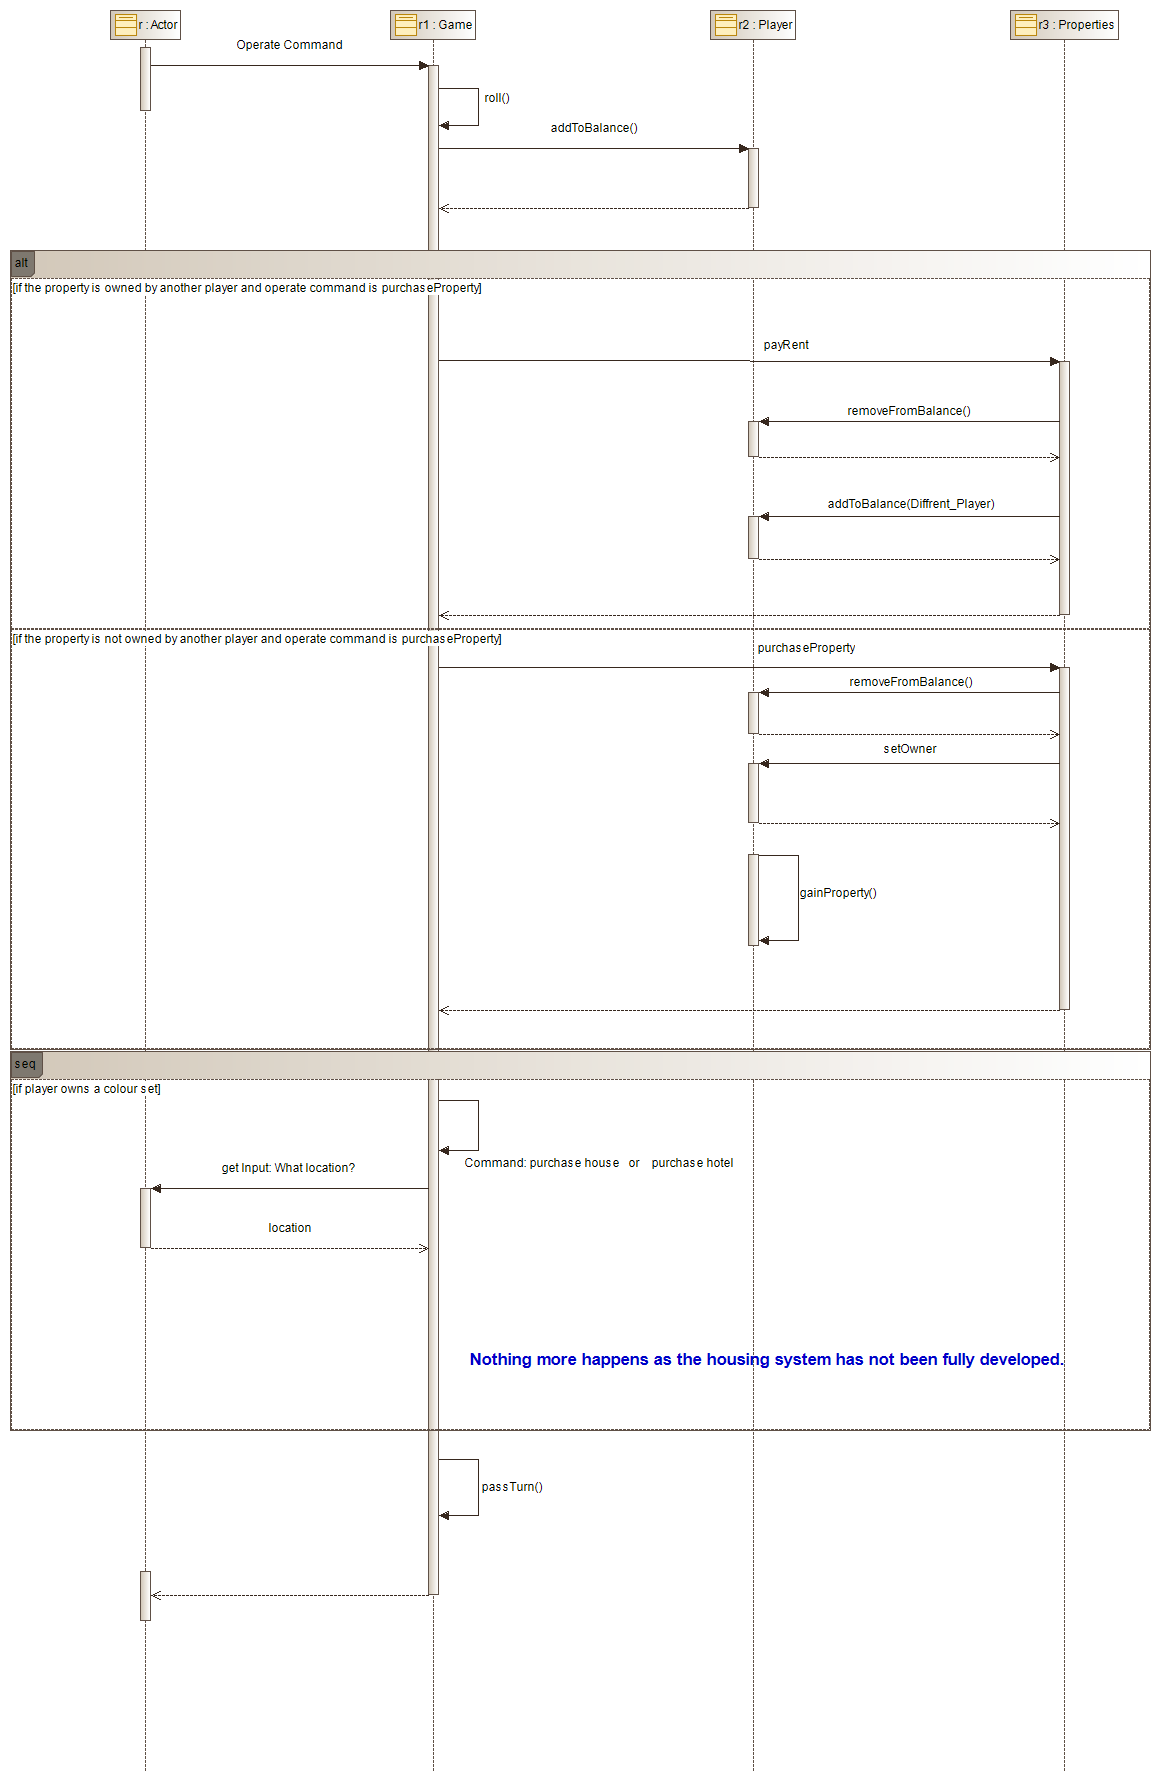 r : Actor
r1 : Game
r2 : Player
r3 : Properties
Operate Command
roll()
addToBalance()
alt
[if the property is owned by another player and operate command is purchaseProperty]
payRent
removeFromBalance()
addToBalance(Diffrent_Player)
[if the property is not owned by another player and operate command is purchaseProperty]
purchaseProperty
removeFromBalance()
setOwner
gainProperty()
seq
[if player owns a colour set]
Command: purchase house or purchase hotel
get Input: What location?
location
Nothing more happens as the housing system has not been fully developed.
passTurn()